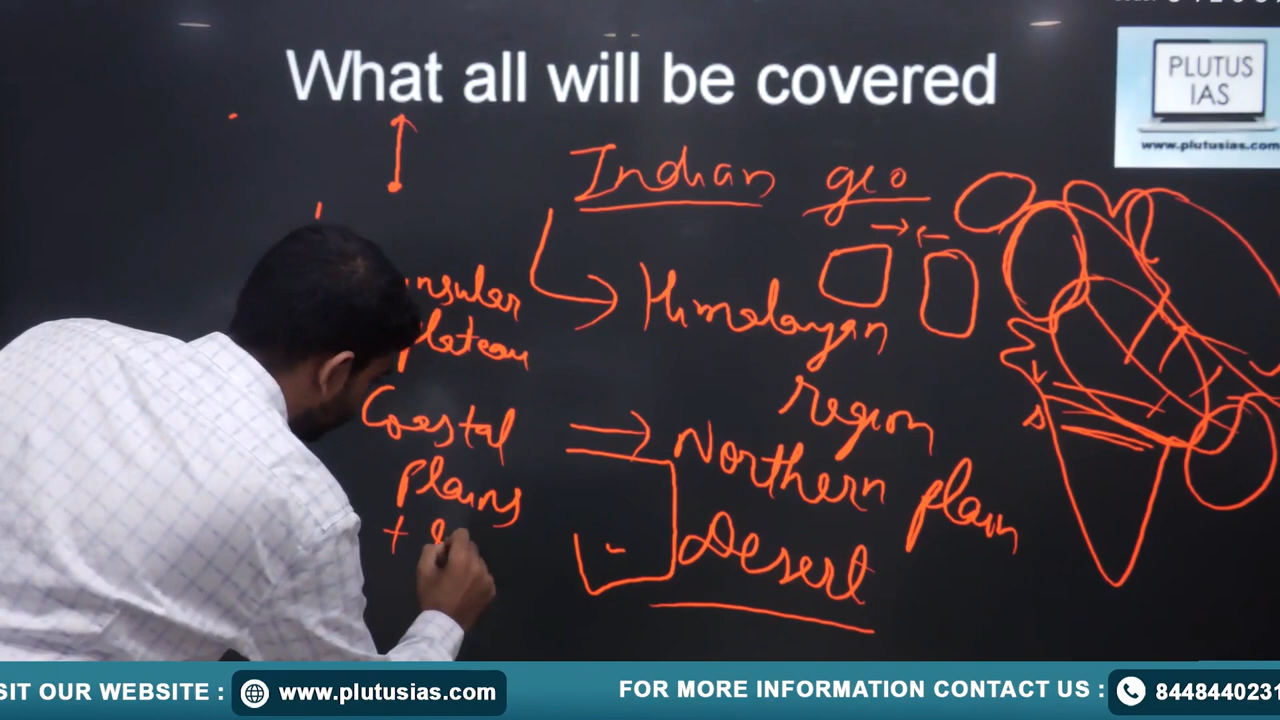 What all will be covered
PLUTUS
IAS
www.plutusias.com
Indian geo
Himalayan
region
Northern plain
Desert
plateau
Coastal
plains
+
SIT OUR WEBSITE : www.plutusias.com
FOR MORE INFORMATION CONTACT US : 8448440231